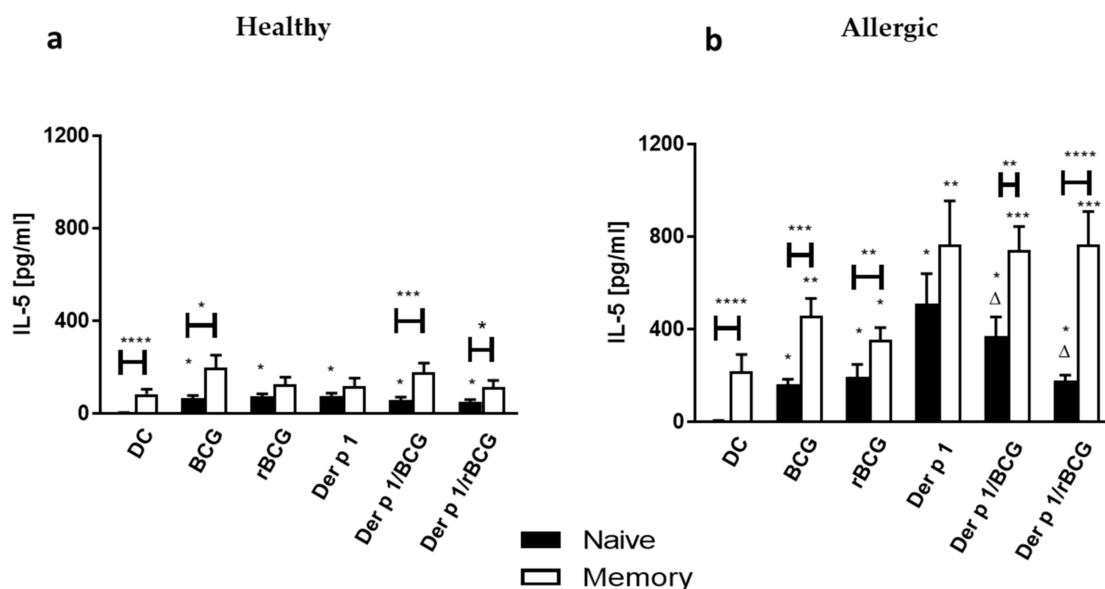 a
Healthy
IL-5 [pg/ml]
1200
800
400
0
****
*
*
*
*
***
*
*
*
DC
BCG
rBCG
Der p 1
Der p 1/BCG
Der p 1/rBCG
b
Allergic
IL-5 [pg/ml]
1200
800
400
0
****
***
**
*
**
*
*
**
*
**
***
*
Δ
****
***
*
Δ
DC
BCG
rBCG
Der p 1
Der p 1/BCG
Der p 1/rBCG
Naive
Memory